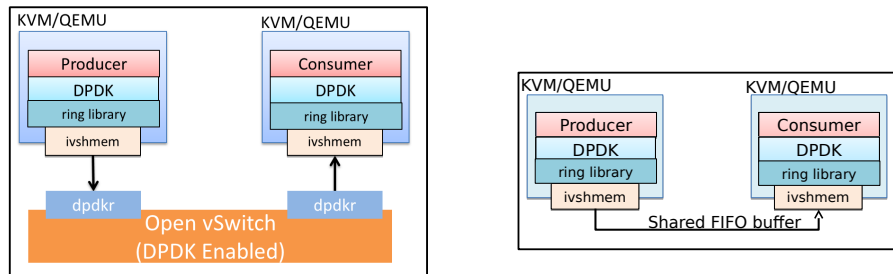 KVM/QEMU
Producer
DPDK
ring library
ivshmem
KVM/QEMU
Consumer
DPDK
ring library
ivshmem
dpdkr
dpdkr
Open vSwitch
(DPDK Enabled)
KVM/QEMU
Producer
DPDK
ring library
ivshmem
KVM/QEMU
Consumer
DPDK
ring library
ivshmem
Shared FIFO buffer